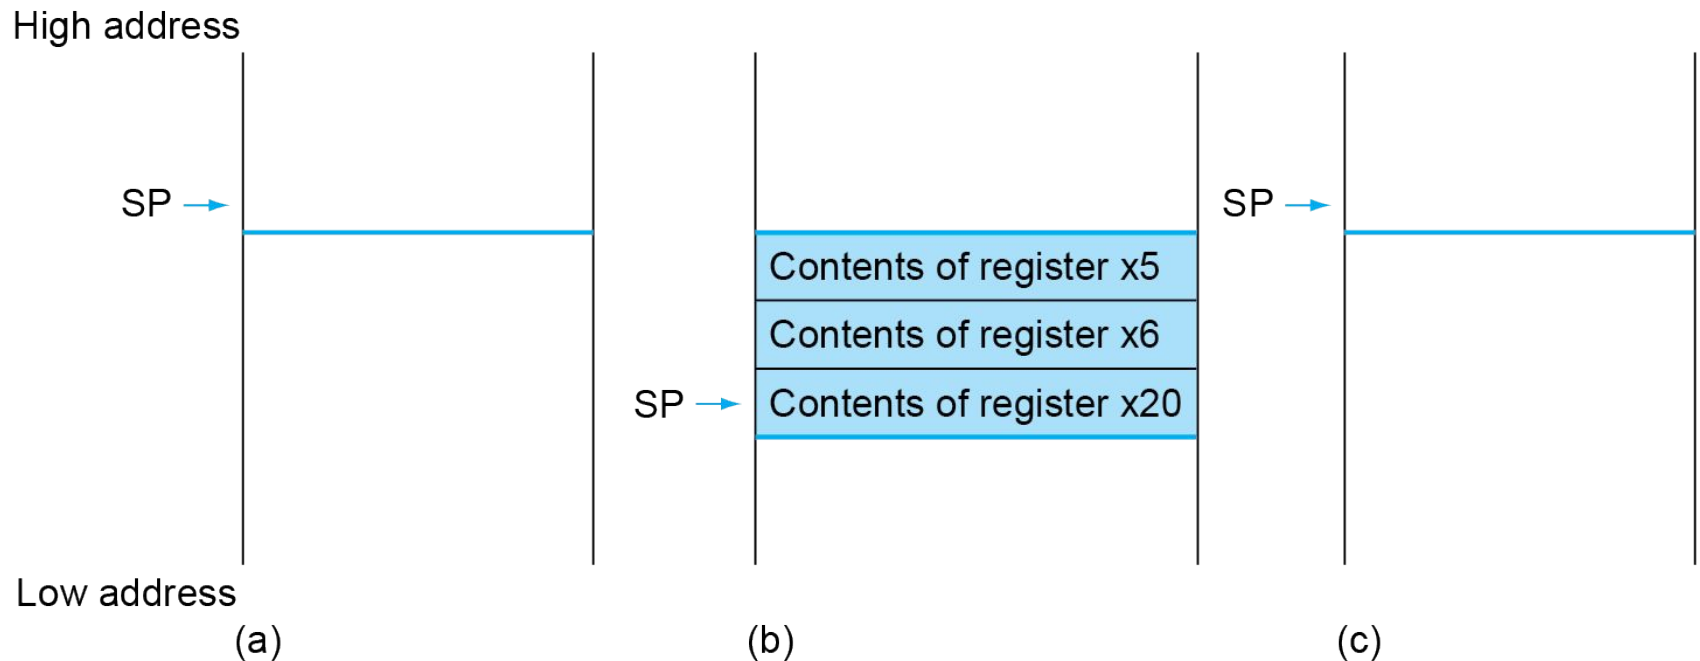 High address
SP
SP
Contents of register x5
Contents of register x6
SP
Contents of register x20
Low address
(a)
(b)
(c)